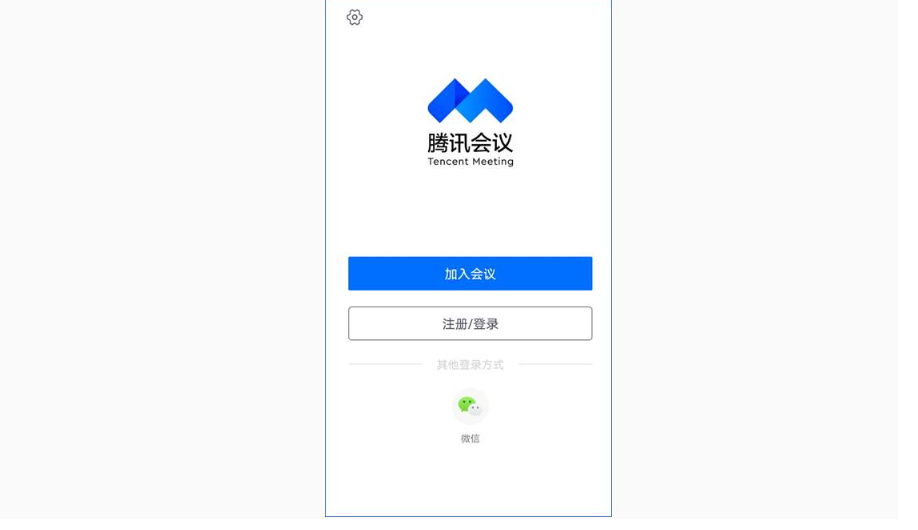 腾讯会议
Tencent Meeting
加入会议
注册/登录
其他登录方式
微信